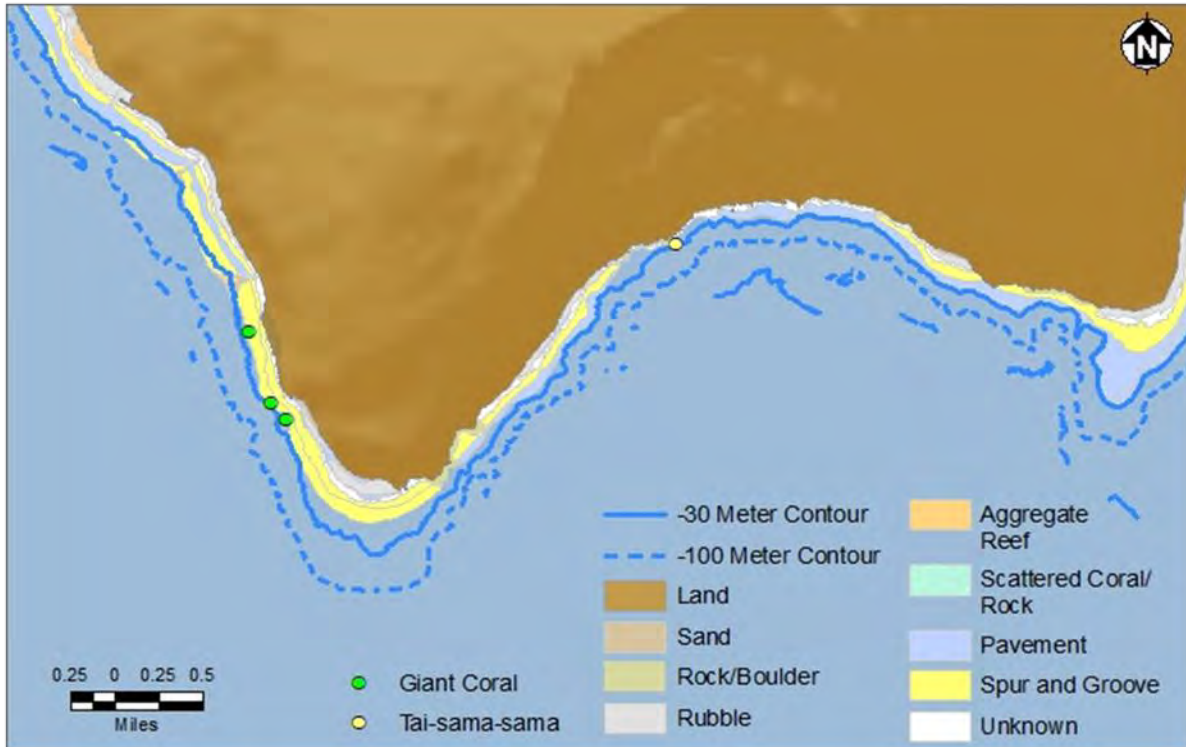 N
-30 Meter Contour
-100 Meter Contour
Land
Sand
Rock/Boulder
Rubble
Aggregate
Reef
Scattered Coral/
Rock
Pavement
Spur and Groove
Unknown
0.25 0 0.25 0.5
Miles
Giant Coral
Tai-sama-sama